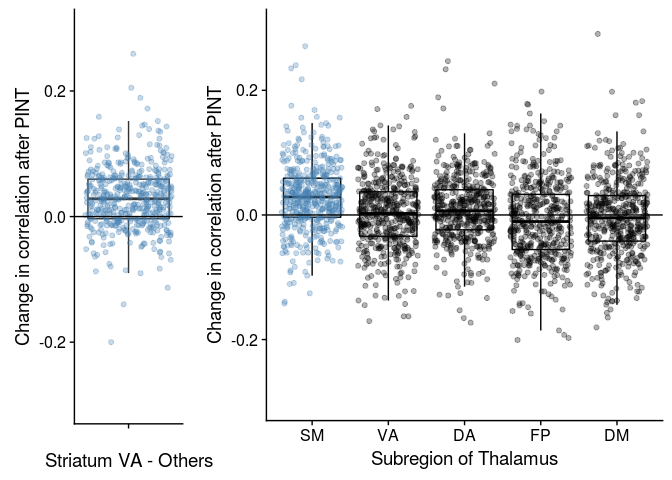 Change in correlation after PINT
0.2
0.0
-0.2
Striatum VA - Others
Change in correlation after PINT
0.2
0.0
-0.2
SM VA DA FP DM
Subregion of Thalamus